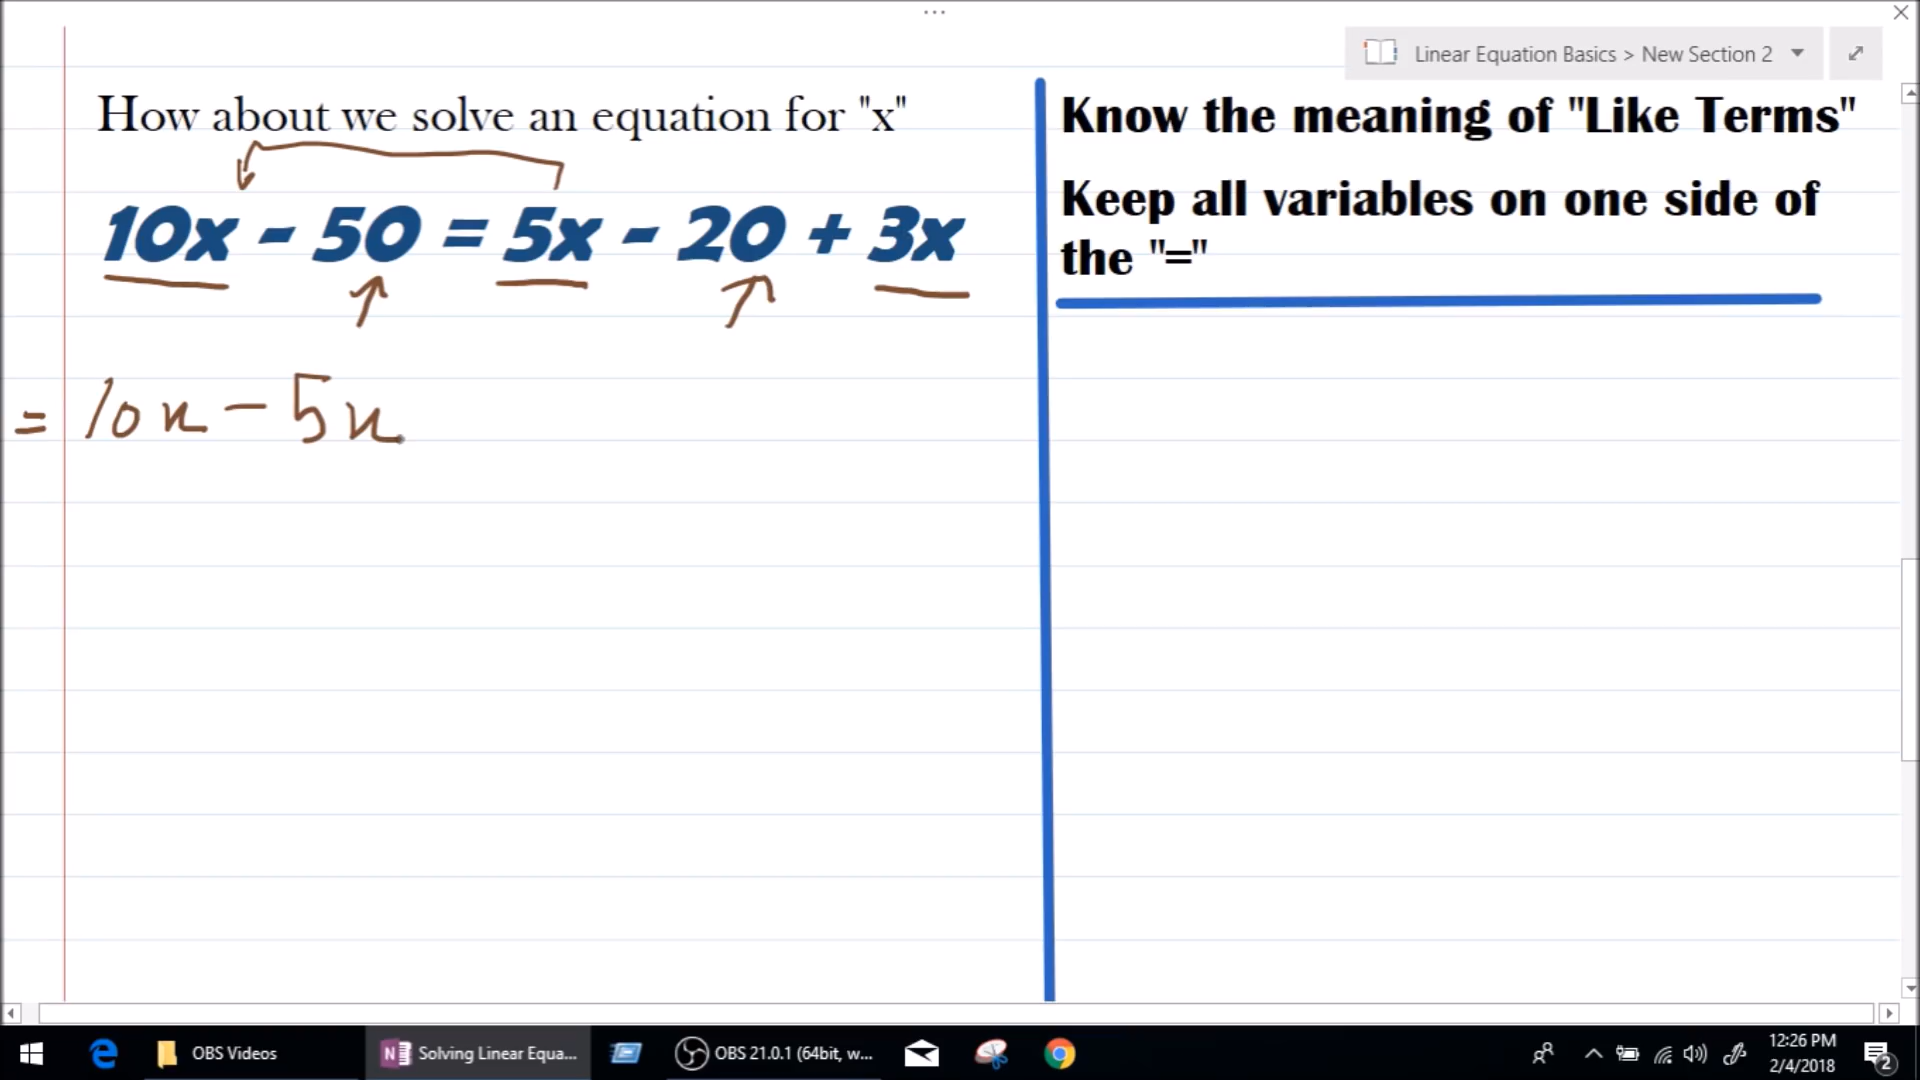 Linear Equation Basics > New Section 2
How about we solve an equation for "x"
10x - 50 = 5x - 20 + 3x
= 10x - 5x
Know the meaning of "Like Terms"
Keep all variables on one side of
the "="
OBS Videos
Solving Linear Equa...
OBS 21.0.1 (64bit, w...
12:26 PM
2/4/2018
2